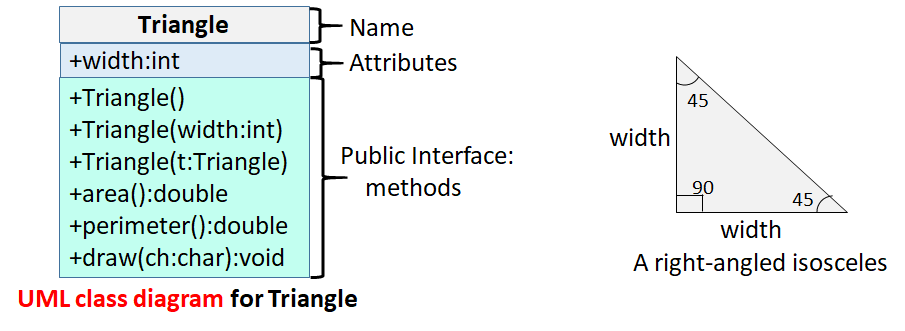 Triangle
Name
+width:int
Attributes
+Triangle()
+Triangle(width:int)
+Triangle(t:Triangle)
+area():double
+perimeter():double
+draw(ch:char):void
Public Interface:
methods
UML class diagram for Triangle
45
width
90
45
width
A right-angled isosceles